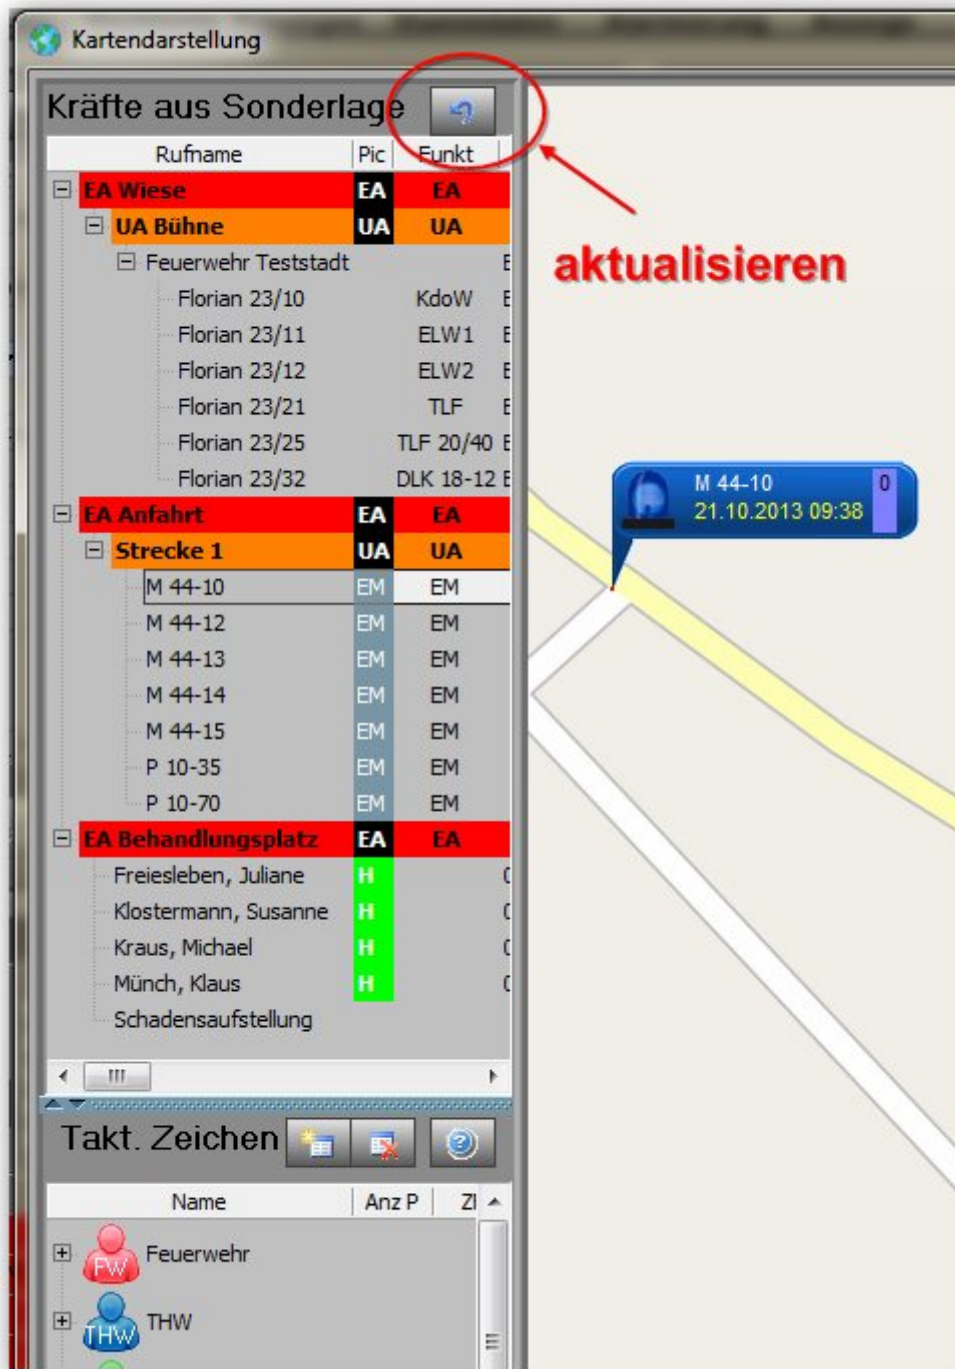 Kartendarstellung
Kräfte aus Sonderlage
Rufname Pic Funkt
aktualisieren
EA Wiese EA EA
UA Bühne UA UA
Feuerwehr Teststadt E
Florian 23/10 KdoW E
Florian 23/11 ELW1 E
Florian 23/12 ELW2 E
Florian 23/21 TLF E
Florian 23/25 TLF 20/40 E
Florian 23/32 DLK 18-12 E
M 44-10 0
21.10.2013 09:38
EA Anfahrt EA EA
Strecke 1 UA UA
M 44-10 EM EM
M 44-12 EM EM
M 44-13 EM EM
M 44-14 EM EM
M 44-15 EM EM
P 10-35 EM EM
P 10-70 EM EM
EA Behandlungsplatz EA EA
Freiesleben, Juliane H
Klostermann, Susanne H
Kraus, Michael H
Münch, Klaus H
Schadensaufstellung
Takt. Zeichen
Name Anz P
FW Feuerwehr
THW THW